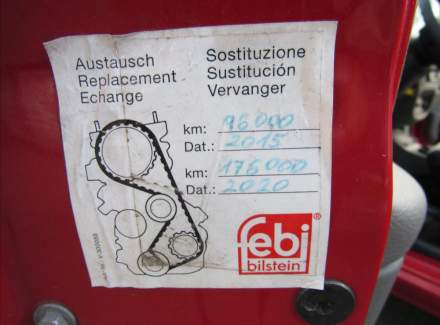 Austausch
Replacement
Echange
Sostituzione
Sustitución
Vervanger
km: 96000
Dat.: 2015
km: 176000
Dat.: 2020
febi®
bilstein